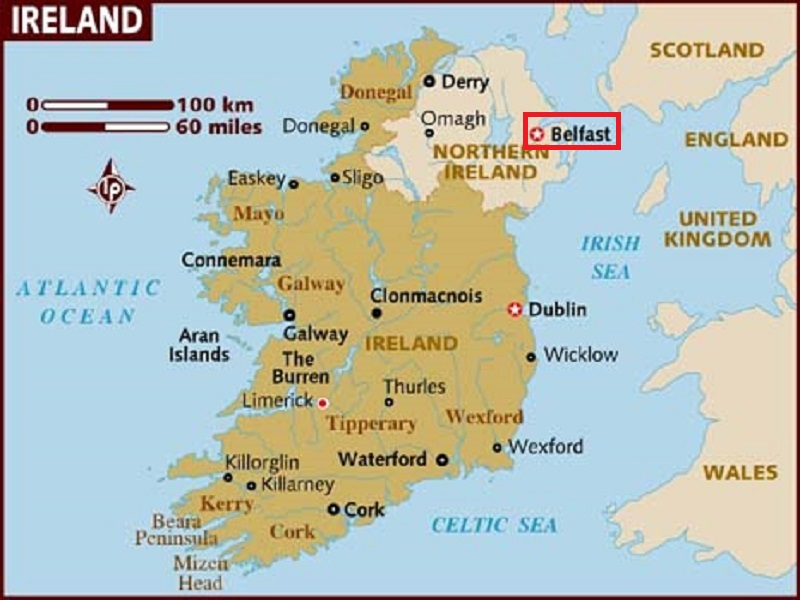 IRELAND
SCOTLAND
0 100 km
0 60 miles
Derry
Donegal
Omagh
Donegal
Belfast
ENGLAND
NORTHERN
IRELAND
Easkey
Sligo
Mayo
UNITED
KINGDOM
IRISH
SEA
Connemara
ATLANTIC
OCEAN
Galway
Clonmacnois
Dublin
Galway
Aran
Islands
IRELAND
The
Burren
Wicklow
Limerick
Thurles
Tipperary
Wexford
Wexford
Waterford
Killorglin
Killarney
WALES
Kerry
Cork
Beara
Peninsula
Cork
CELTIC SEA
Mizen
Head
lp